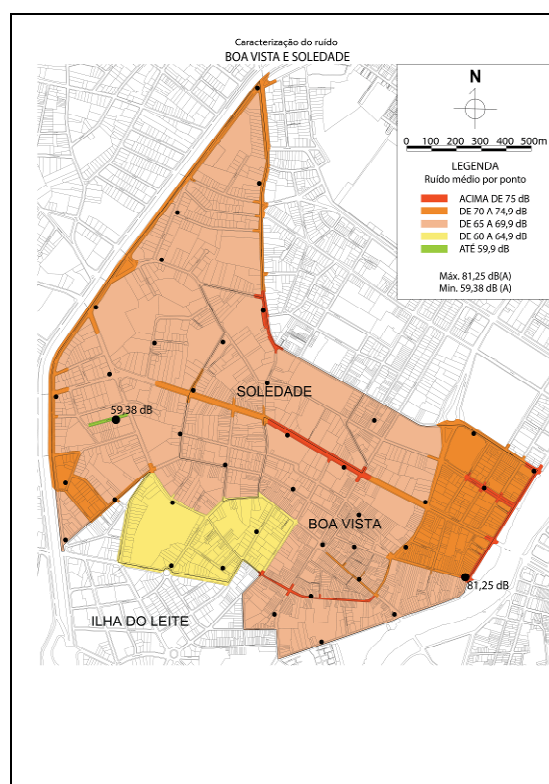 Caracterização do ruído
BOA VISTA E SOLEDADE
N
0 100 200 300 400 500m
LEGENDA
Ruído médio por ponto
ACIMA DE 75 dB
DE 70 A 74,9 dB
DE 65 A 69,9 dB
DE 60 A 64,9 dB
ATÉ 59,9 dB
Máx. 81,25 dB(A)
Min. 59,38 dB (A)
SOLEDADE
59,38 dB
BOA VISTA
81,25 dB
ILHA DO LEITE